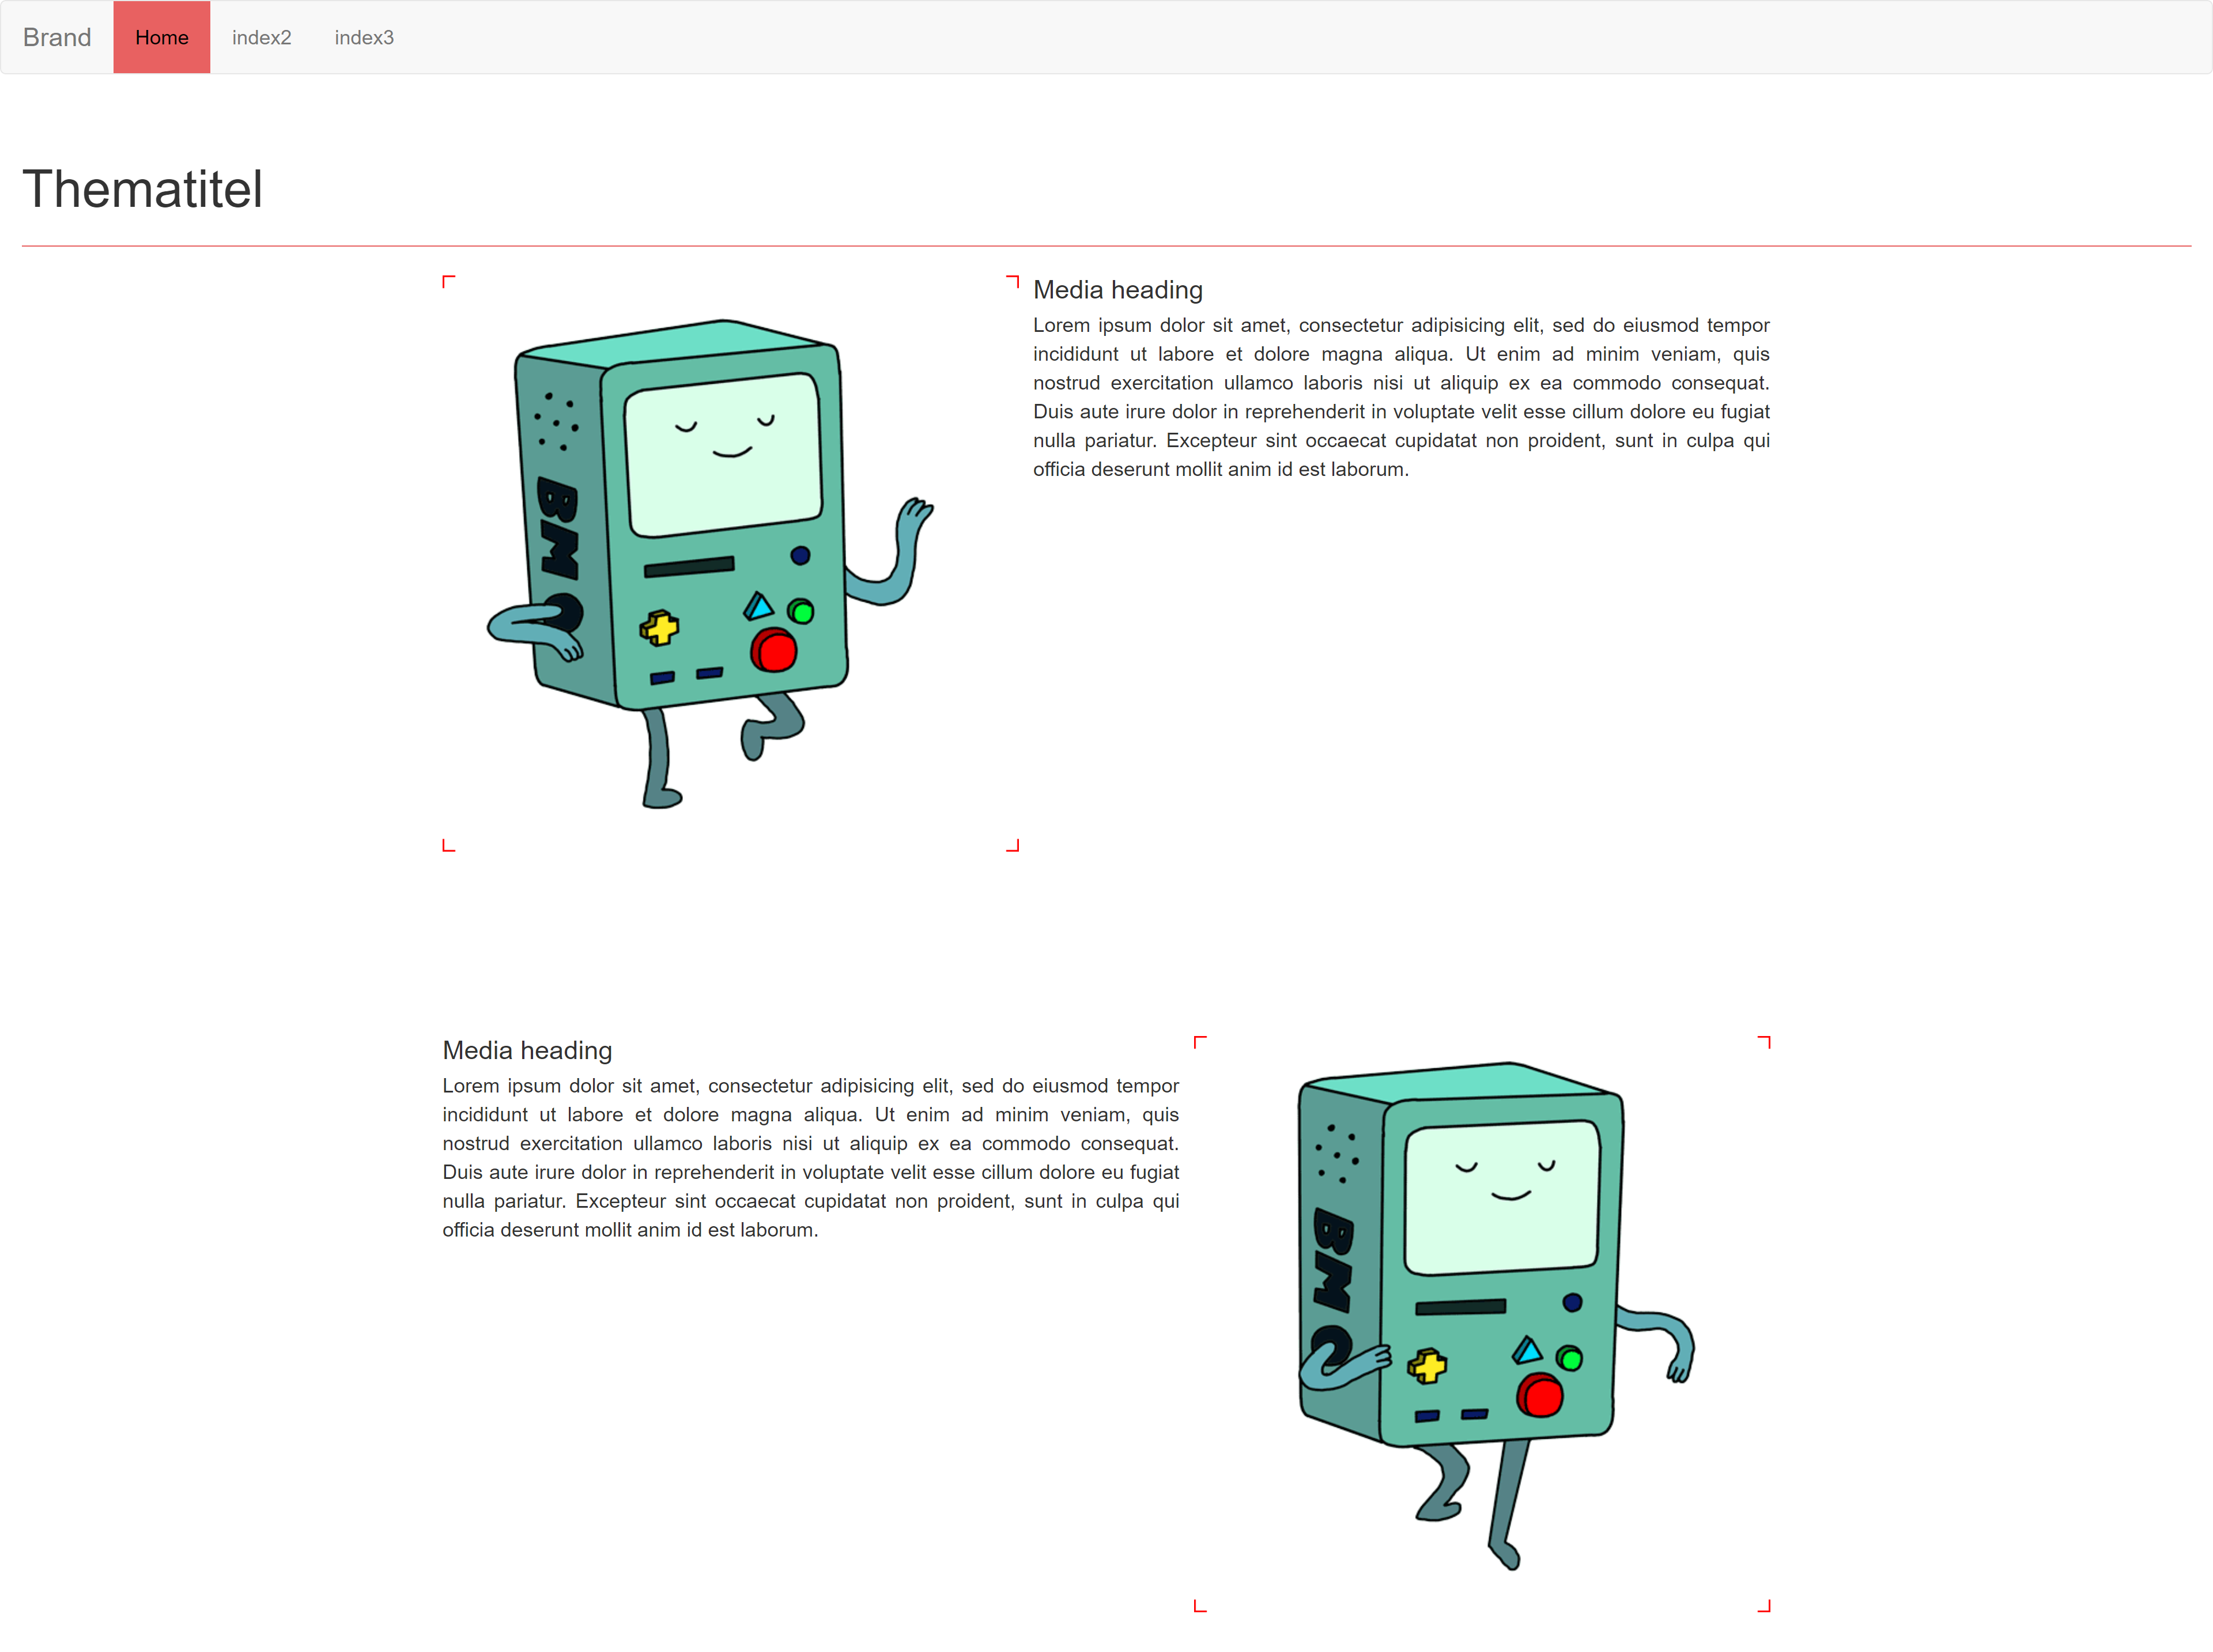 Brand Home index2 index3
Thematitel
Media heading
Lorem ipsum dolor sit amet, consectetur adipisicing elit, sed do eiusmod tempor
incididunt ut labore et dolore magna aliqua. Ut enim ad minim veniam, quis
nostrud exercitation ullamco laboris nisi ut aliquip ex ea commodo consequat.
Duis aute irure dolor in reprehenderit in voluptate velit esse cillum dolore eu fugiat
nulla pariatur. Excepteur sint occaecat cupidatat non proident, sunt in culpa qui
officia deserunt mollit anim id est laborum.
BMO
Media heading
Lorem ipsum dolor sit amet, consectetur adipisicing elit, sed do eiusmod tempor
incididunt ut labore et dolore magna aliqua. Ut enim ad minim veniam, quis
nostrud exercitation ullamco laboris nisi ut aliquip ex ea commodo consequat.
Duis aute irure dolor in reprehenderit in voluptate velit esse cillum dolore eu fugiat
nulla pariatur. Excepteur sint occaecat cupidatat non proident, sunt in culpa qui
officia deserunt mollit anim id est laborum.
BMO